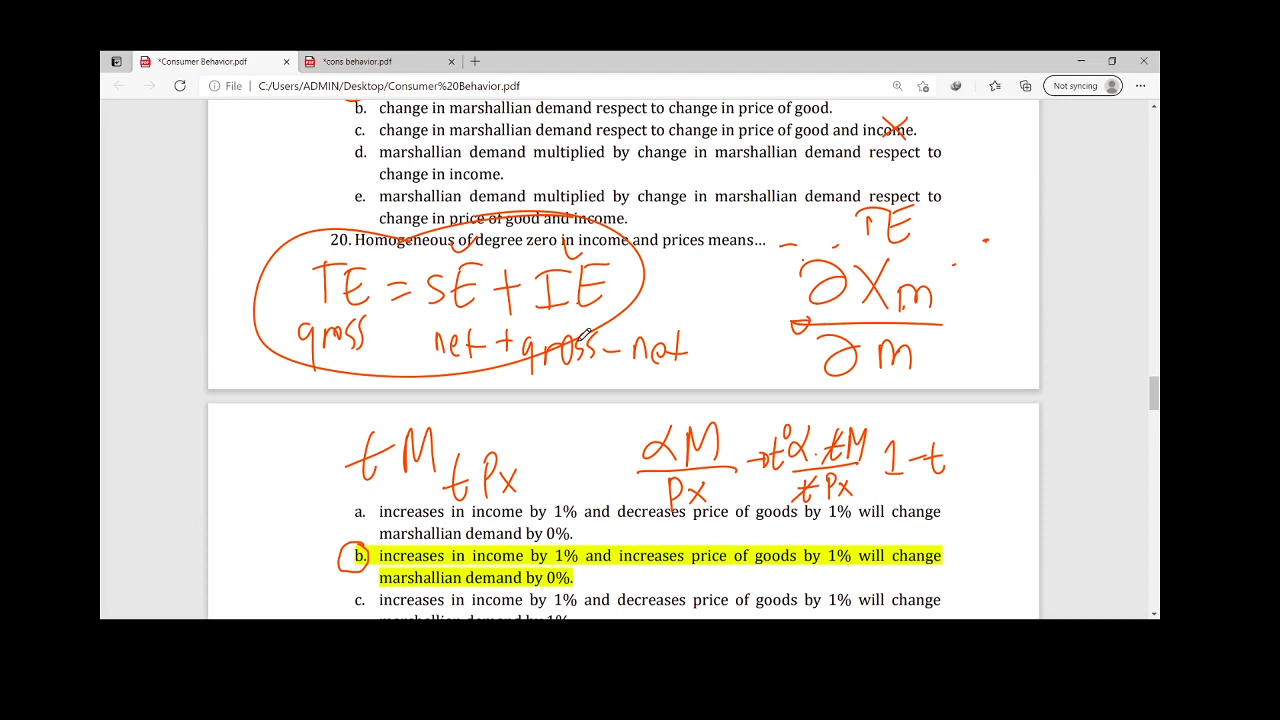 *Consumer Behavior.pdf
*cons behavior.pdf
File
C:/Users/ADMIN/Desktop/Consumer%20Behavior.pdf
Not syncing
b. change in marshallian demand respect to change in price of good.
c. change in marshallian demand respect to change in price of good and income.
d. marshallian demand multiplied by change in marshallian demand respect to
change in income.
e. marshallian demand multiplied by change in marshallian demand respect to
change in price of good and income.
TE
20. Homogeneous of degree zero in income and prices means...
TE = SE + IE
∂Xm
gross net + gross - net
∂m
tM
tPx
αM
Px
→ t⁰ α. tM
tPx
1 - t
a. increases in income by 1% and decreases price of goods by 1% will change
marshallian demand by 0%.
b. increases in income by 1% and increases price of goods by 1% will change
marshallian demand by 0%.
c. increases in income by 1% and decreases price of goods by 1% will change